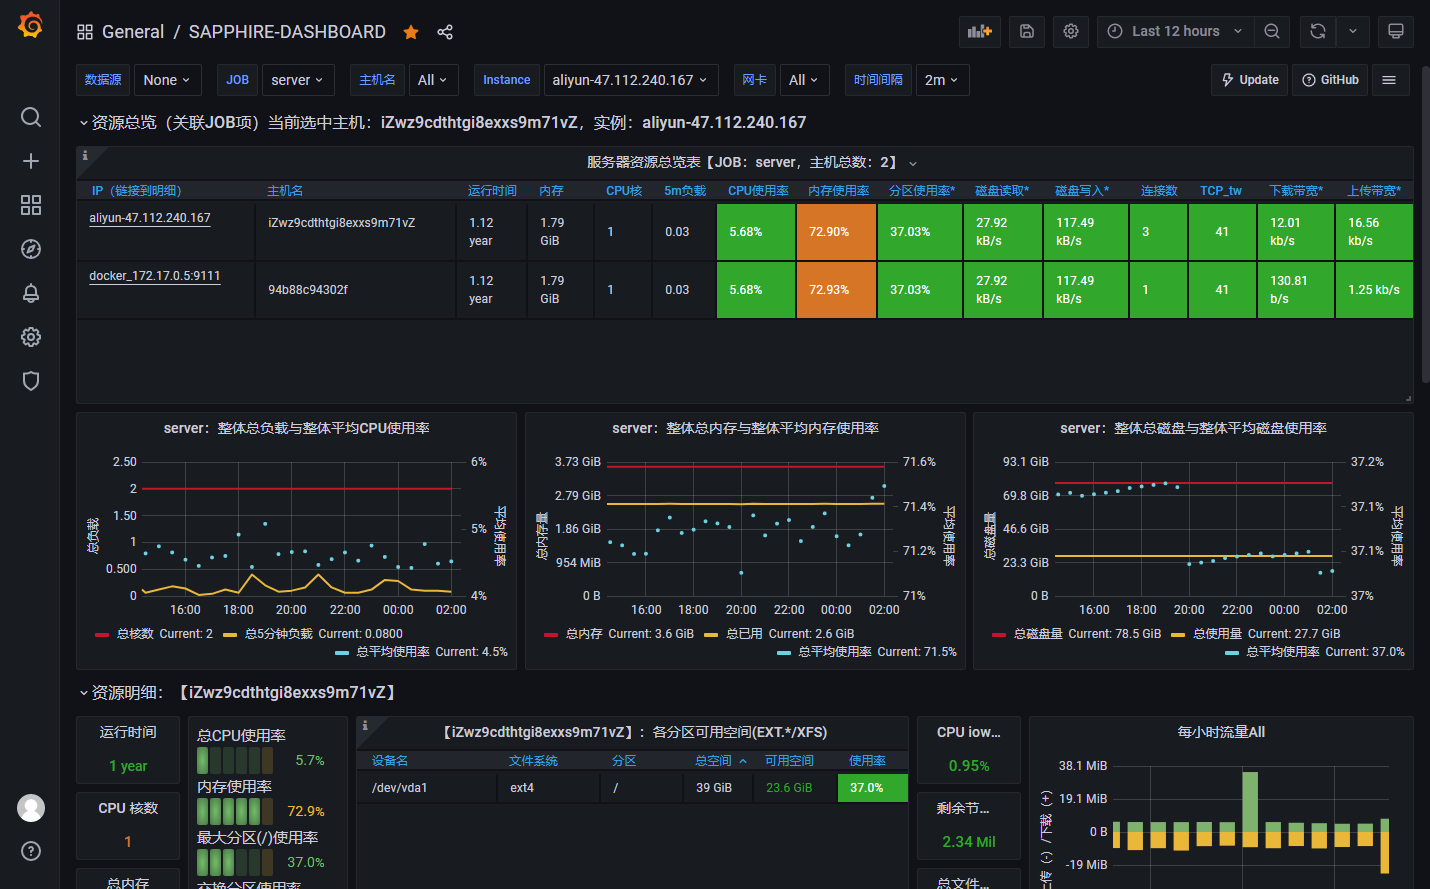 General / SAPPHIRE-DASHBOARD
Last 12 hours
数据源 None JOB server 主机名 All Instance aliyun-47.112.240.167 网卡 All 时间间隔 2m Update GitHub
资源总览（关联JOB项）当前选中主机：iZwz9cdthtgi8exxs9m71vZ，实例：aliyun-47.112.240.167
服务器资源总览表【JOB：server，主机总数：2】
IP（链接到明细） 主机名 运行时间 内存 CPU核 5m负载 CPU使用率 内存使用率 分区使用率* 磁盘读取* 磁盘写入* 连接数 TCP_tw 下载带宽* 上传带宽*
aliyun-47.112.240.167 iZwz9cdthtgi8exxs9m71vZ 1.12 year 1.79 GiB 1 0.03 5.68% 72.90% 37.03% 27.92 kB/s 117.49 kB/s 3 41 12.01 kb/s 16.56 kb/s
docker_172.17.0.5:9111 94b88c94302f 1.12 year 1.79 GiB 1 0.03 5.68% 72.93% 37.03% 27.92 kB/s 117.49 kB/s 1 41 130.81 b/s 1.25 kb/s
server：整体总负载与整体平均CPU使用率
2.50 6%
2
1.50 5%
1
0.500
0 4%
总负载
平均使用率
16:00 18:00 20:00 22:00 00:00 02:00
总核数 Current: 2 总5分钟负载 Current: 0.0800
总平均使用率 Current: 4.5%
server：整体总内存与整体平均内存使用率
3.73 GiB 71.6%
2.79 GiB 71.4%
1.86 GiB
954 MiB 71.2%
0 B 71%
总内存量
平均使用率
16:00 18:00 20:00 22:00 00:00 02:00
总内存 Current: 3.6 GiB 总已用 Current: 2.6 GiB
总平均使用率 Current: 71.5%
server：整体总磁盘与整体平均磁盘使用率
93.1 GiB 37.2%
69.8 GiB 37.1%
46.6 GiB
23.3 GiB 37.1%
0 B 37%
总磁盘量
平均使用率
16:00 18:00 20:00 22:00 00:00 02:00
总磁盘量 Current: 78.5 GiB 总使用量 Current: 27.7 GiB
总平均使用率 Current: 37.0%
资源明细：【iZwz9cdthtgi8exxs9m71vZ】
运行时间
1 year
CPU 核数
1
总内存
总CPU使用率
5.7%
内存使用率
72.9%
最大分区(/)使用率
37.0%
交换分区使用率
【iZwz9cdthtgi8exxs9m71vZ】：各分区可用空间(EXT.*/XFS)
设备名 文件系统 分区 总空间 可用空间 使用率
/dev/vda1 ext4 / 39 GiB 23.6 GiB 37.0%
CPU iow...
0.95%
剩余节...
2.34 Mil
总文件...
每小时流量All
38.1 MiB
19.1 MiB
0 B
-19 MiB
上传（-）/下载（+）